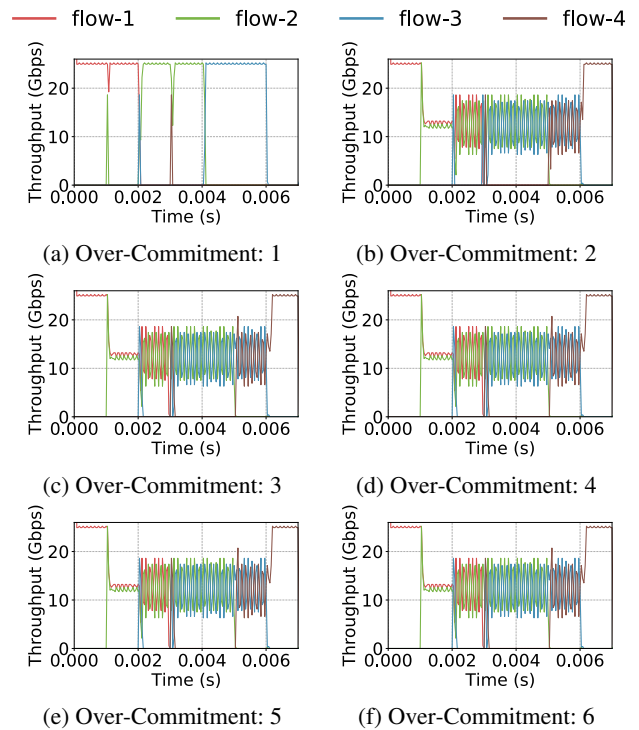 flow-1 flow-2 flow-3 flow-4
Throughput (Gbps)
20
10
0
0.000 0.002 0.004 0.006
Time (s)
(a) Over-Commitment: 1
Throughput (Gbps)
20
10
0
0.000 0.002 0.004 0.006
Time (s)
(b) Over-Commitment: 2
Throughput (Gbps)
20
10
0
0.000 0.002 0.004 0.006
Time (s)
(c) Over-Commitment: 3
Throughput (Gbps)
20
10
0
0.000 0.002 0.004 0.006
Time (s)
(d) Over-Commitment: 4
Throughput (Gbps)
20
10
0
0.000 0.002 0.004 0.006
Time (s)
(e) Over-Commitment: 5
Throughput (Gbps)
20
10
0
0.000 0.002 0.004 0.006
Time (s)
(f) Over-Commitment: 6